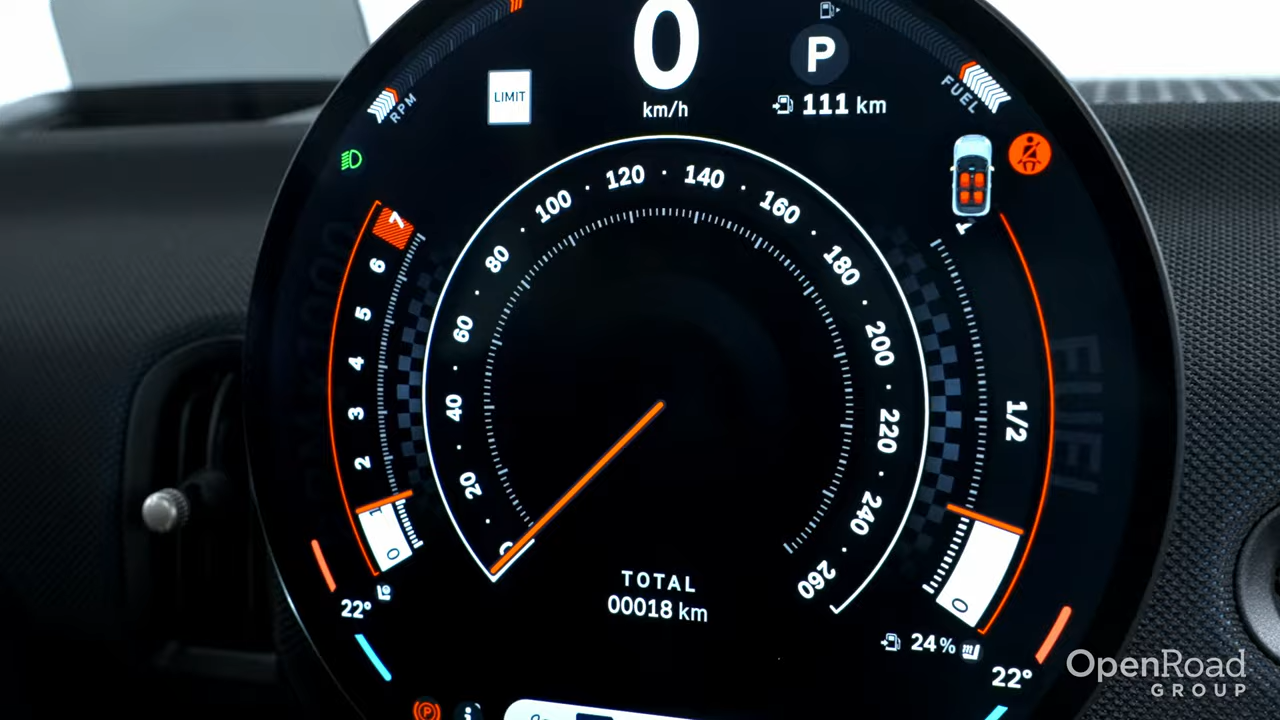 0
km/h
LIMIT
P
111 km
RPM
FUEL
7
6
5
4
3
2
1
0
0
20
40
60
80
100
120
140
160
180
200
220
240
260
1
1/2
0
TOTAL
00018 km
22°
24%
22°
P
i
OpenRoad
GROUP